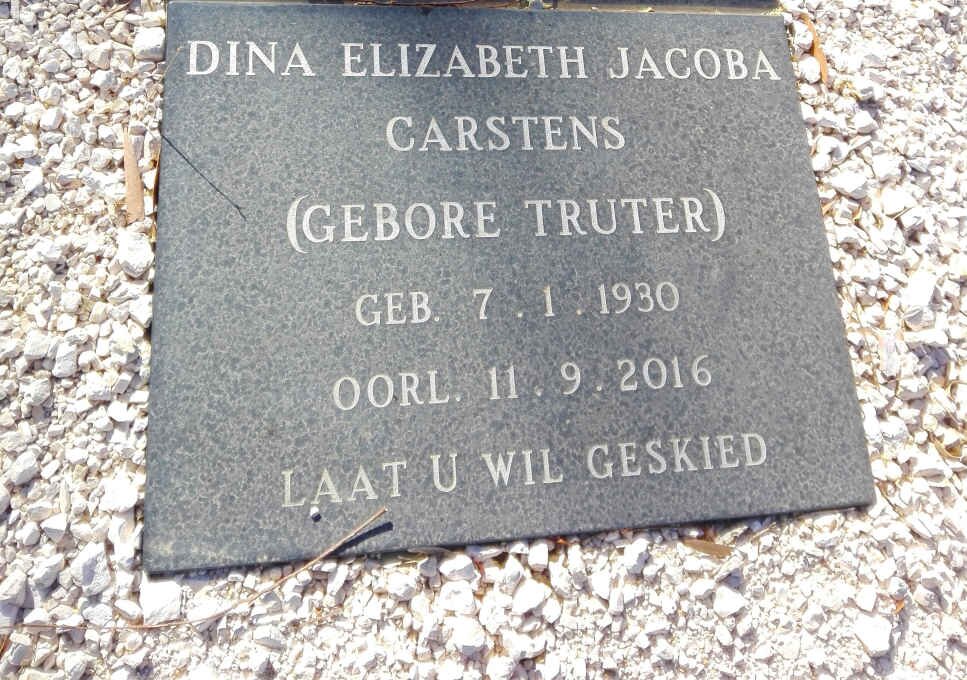 DINA ELIZABETH JACOBA
CARSTENS
(GEBORE TRUTER)
GEB. 7 . 1 . 1930
OORL. 11 . 9 . 2016
LAAT U WIL GESKIED